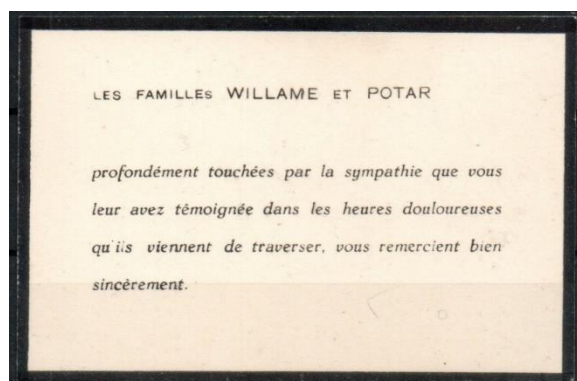 LES FAMILLES WILLAME ET POTAR
profondément touchées par la sympathie que vous
leur avez témoignée dans les heures douloureuses
qu'ils viennent de traverser, vous remercient bien
sincèrement.